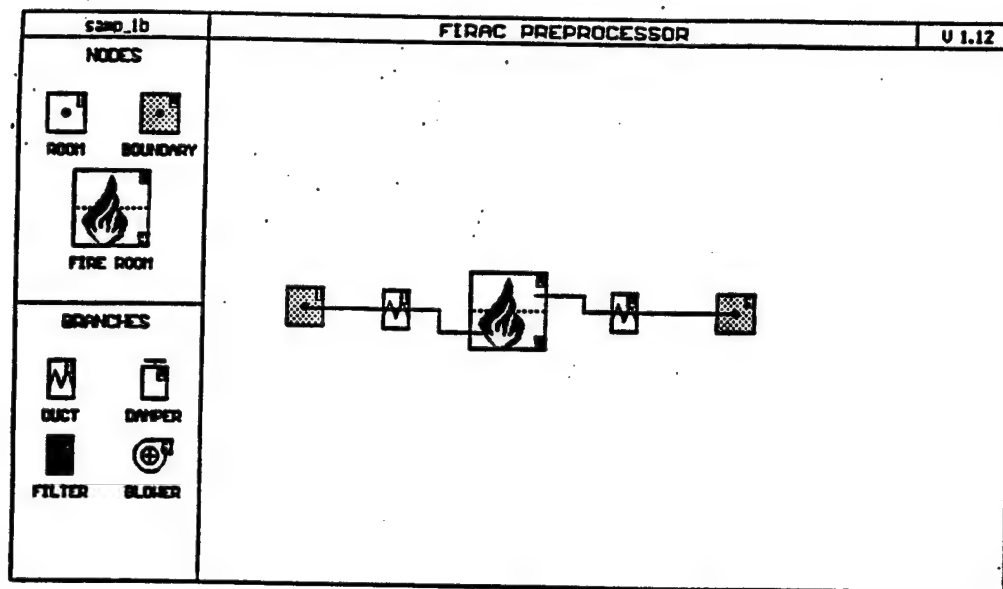 samp_1b
FIRAC PREPROCESSOR
V 1.12
NODES
ROOM
BOUNDARY
FIRE ROOM
BRANCHES
DUCT
DAMPER
FILTER
BLOWER